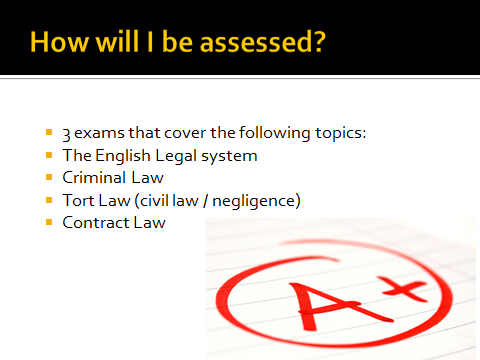 How will I be assessed?
3 exams that cover the following topics:
The English Legal system
Criminal Law
Tort Law (civil law / negligence)
Contract Law
A+